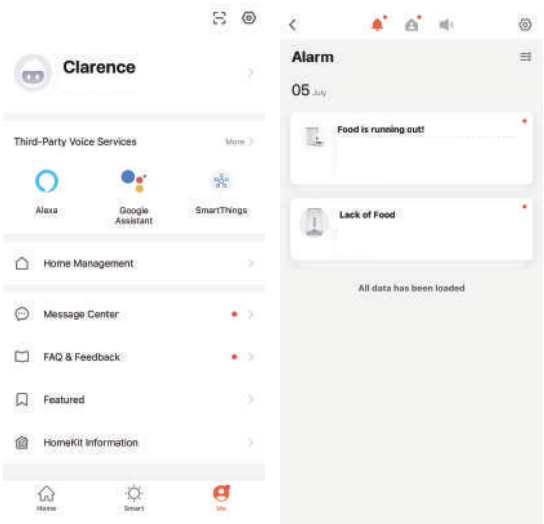 Clarence
Third-Party Voice Services
More
Alexa
Google
Assistant
SmartThings
Home Management
Message Center
FAQ & Feedback
Featured
HomeKit Information
Home
Smart
Me
Alarm
05 July
Food is running out!
Lack of Food
All data has been loaded